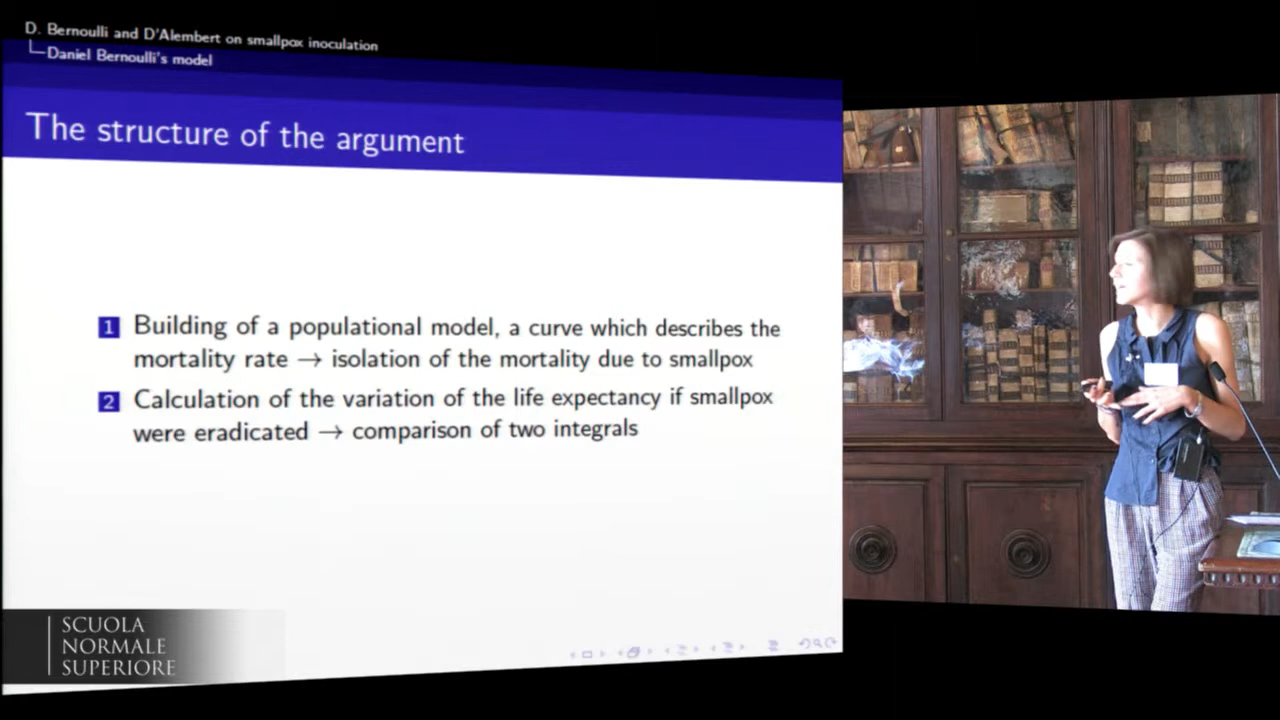 D. Bernoulli and D'Alembert on smallpox inoculation
Daniel Bernoulli's model
The structure of the argument
1 Building of a populational model, a curve which describes the
mortality rate → isolation of the mortality due to smallpox
2 Calculation of the variation of the life expectancy if smallpox
were eradicated → comparison of two integrals
SCUOLA
NORMALE
SUPERIORE